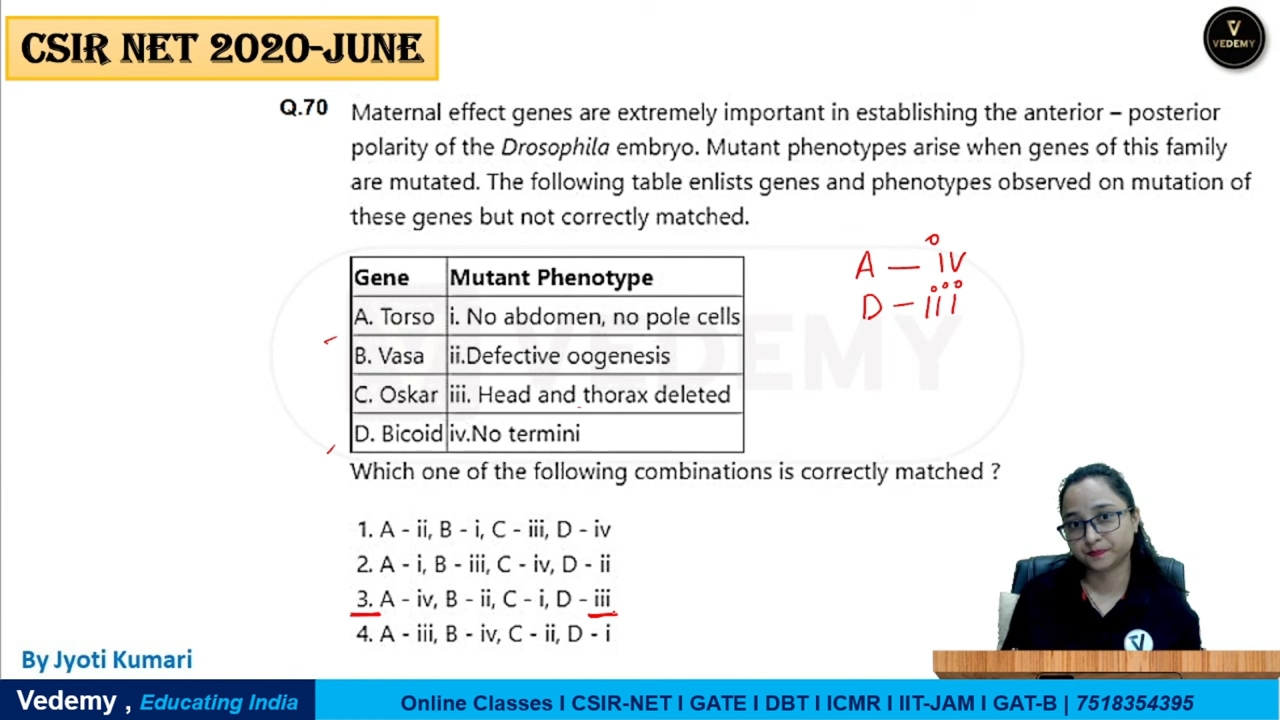 CSIR NET 2020-JUNE
VEDEMY
Q.70 Maternal effect genes are extremely important in establishing the anterior – posterior
polarity of the Drosophila embryo. Mutant phenotypes arise when genes of this family
are mutated. The following table enlists genes and phenotypes observed on mutation of
these genes but not correctly matched.
A — iv
D – iii
Gene Mutant Phenotype
A. Torso i. No abdomen, no pole cells
B. Vasa ii.Defective oogenesis
C. Oskar iii. Head and thorax deleted
D. Bicoid iv.No termini
VEDEMY
Which one of the following combinations is correctly matched ?
1. A - ii, B - i, C - iii, D - iv
2. A - i, B - iii, C - iv, D - ii
3. A - iv, B - ii, C - i, D - iii
4. A - iii, B - iv, C - ii, D - i
By Jyoti Kumari
Vedemy , Educating India
Online Classes I CSIR-NET I GATE I DBT I ICMR I IIT-JAM I GAT-B | 7518354395